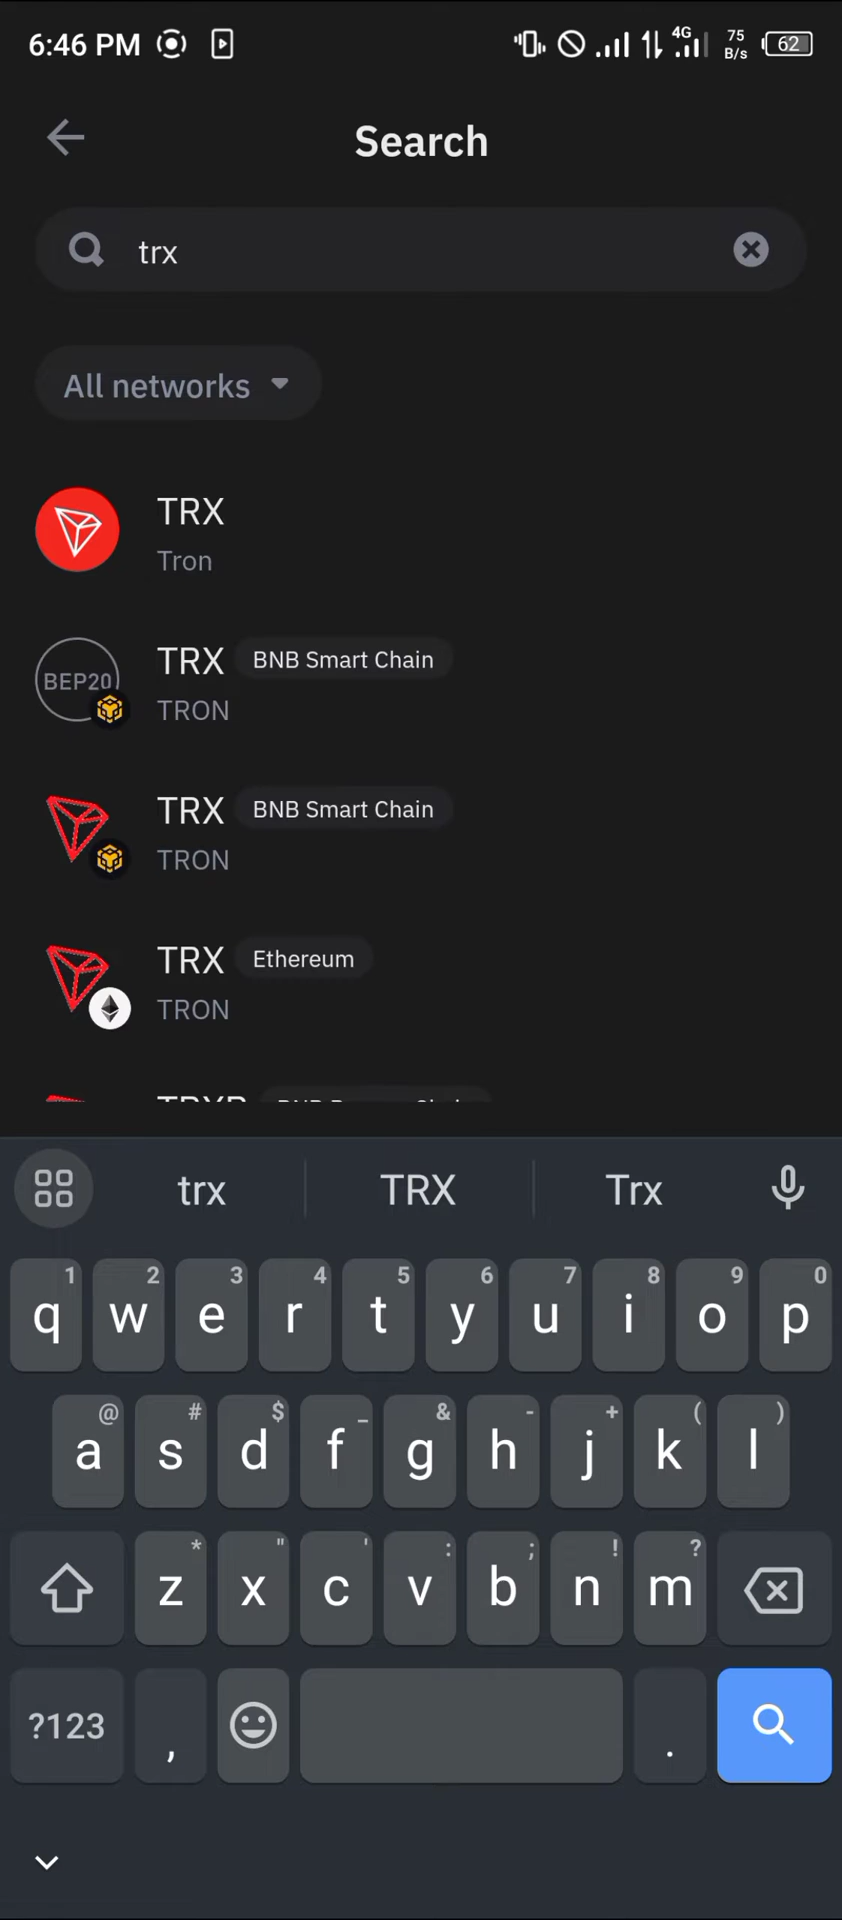 6:46 PM 4G 75 B/s 62
Search
trx
All networks
TRX
Tron
BEP20 TRX BNB Smart Chain
TRON
TRX BNB Smart Chain
TRON
TRX Ethereum
TRON
trx TRX Trx
1 2 3 4 5 6 7 8 9 0
q w e r t y u i o p
@ # $ _ & - + ( )
a s d f g h j k l
* " ' : ; ! ?
z x c v b n m
?123 , .